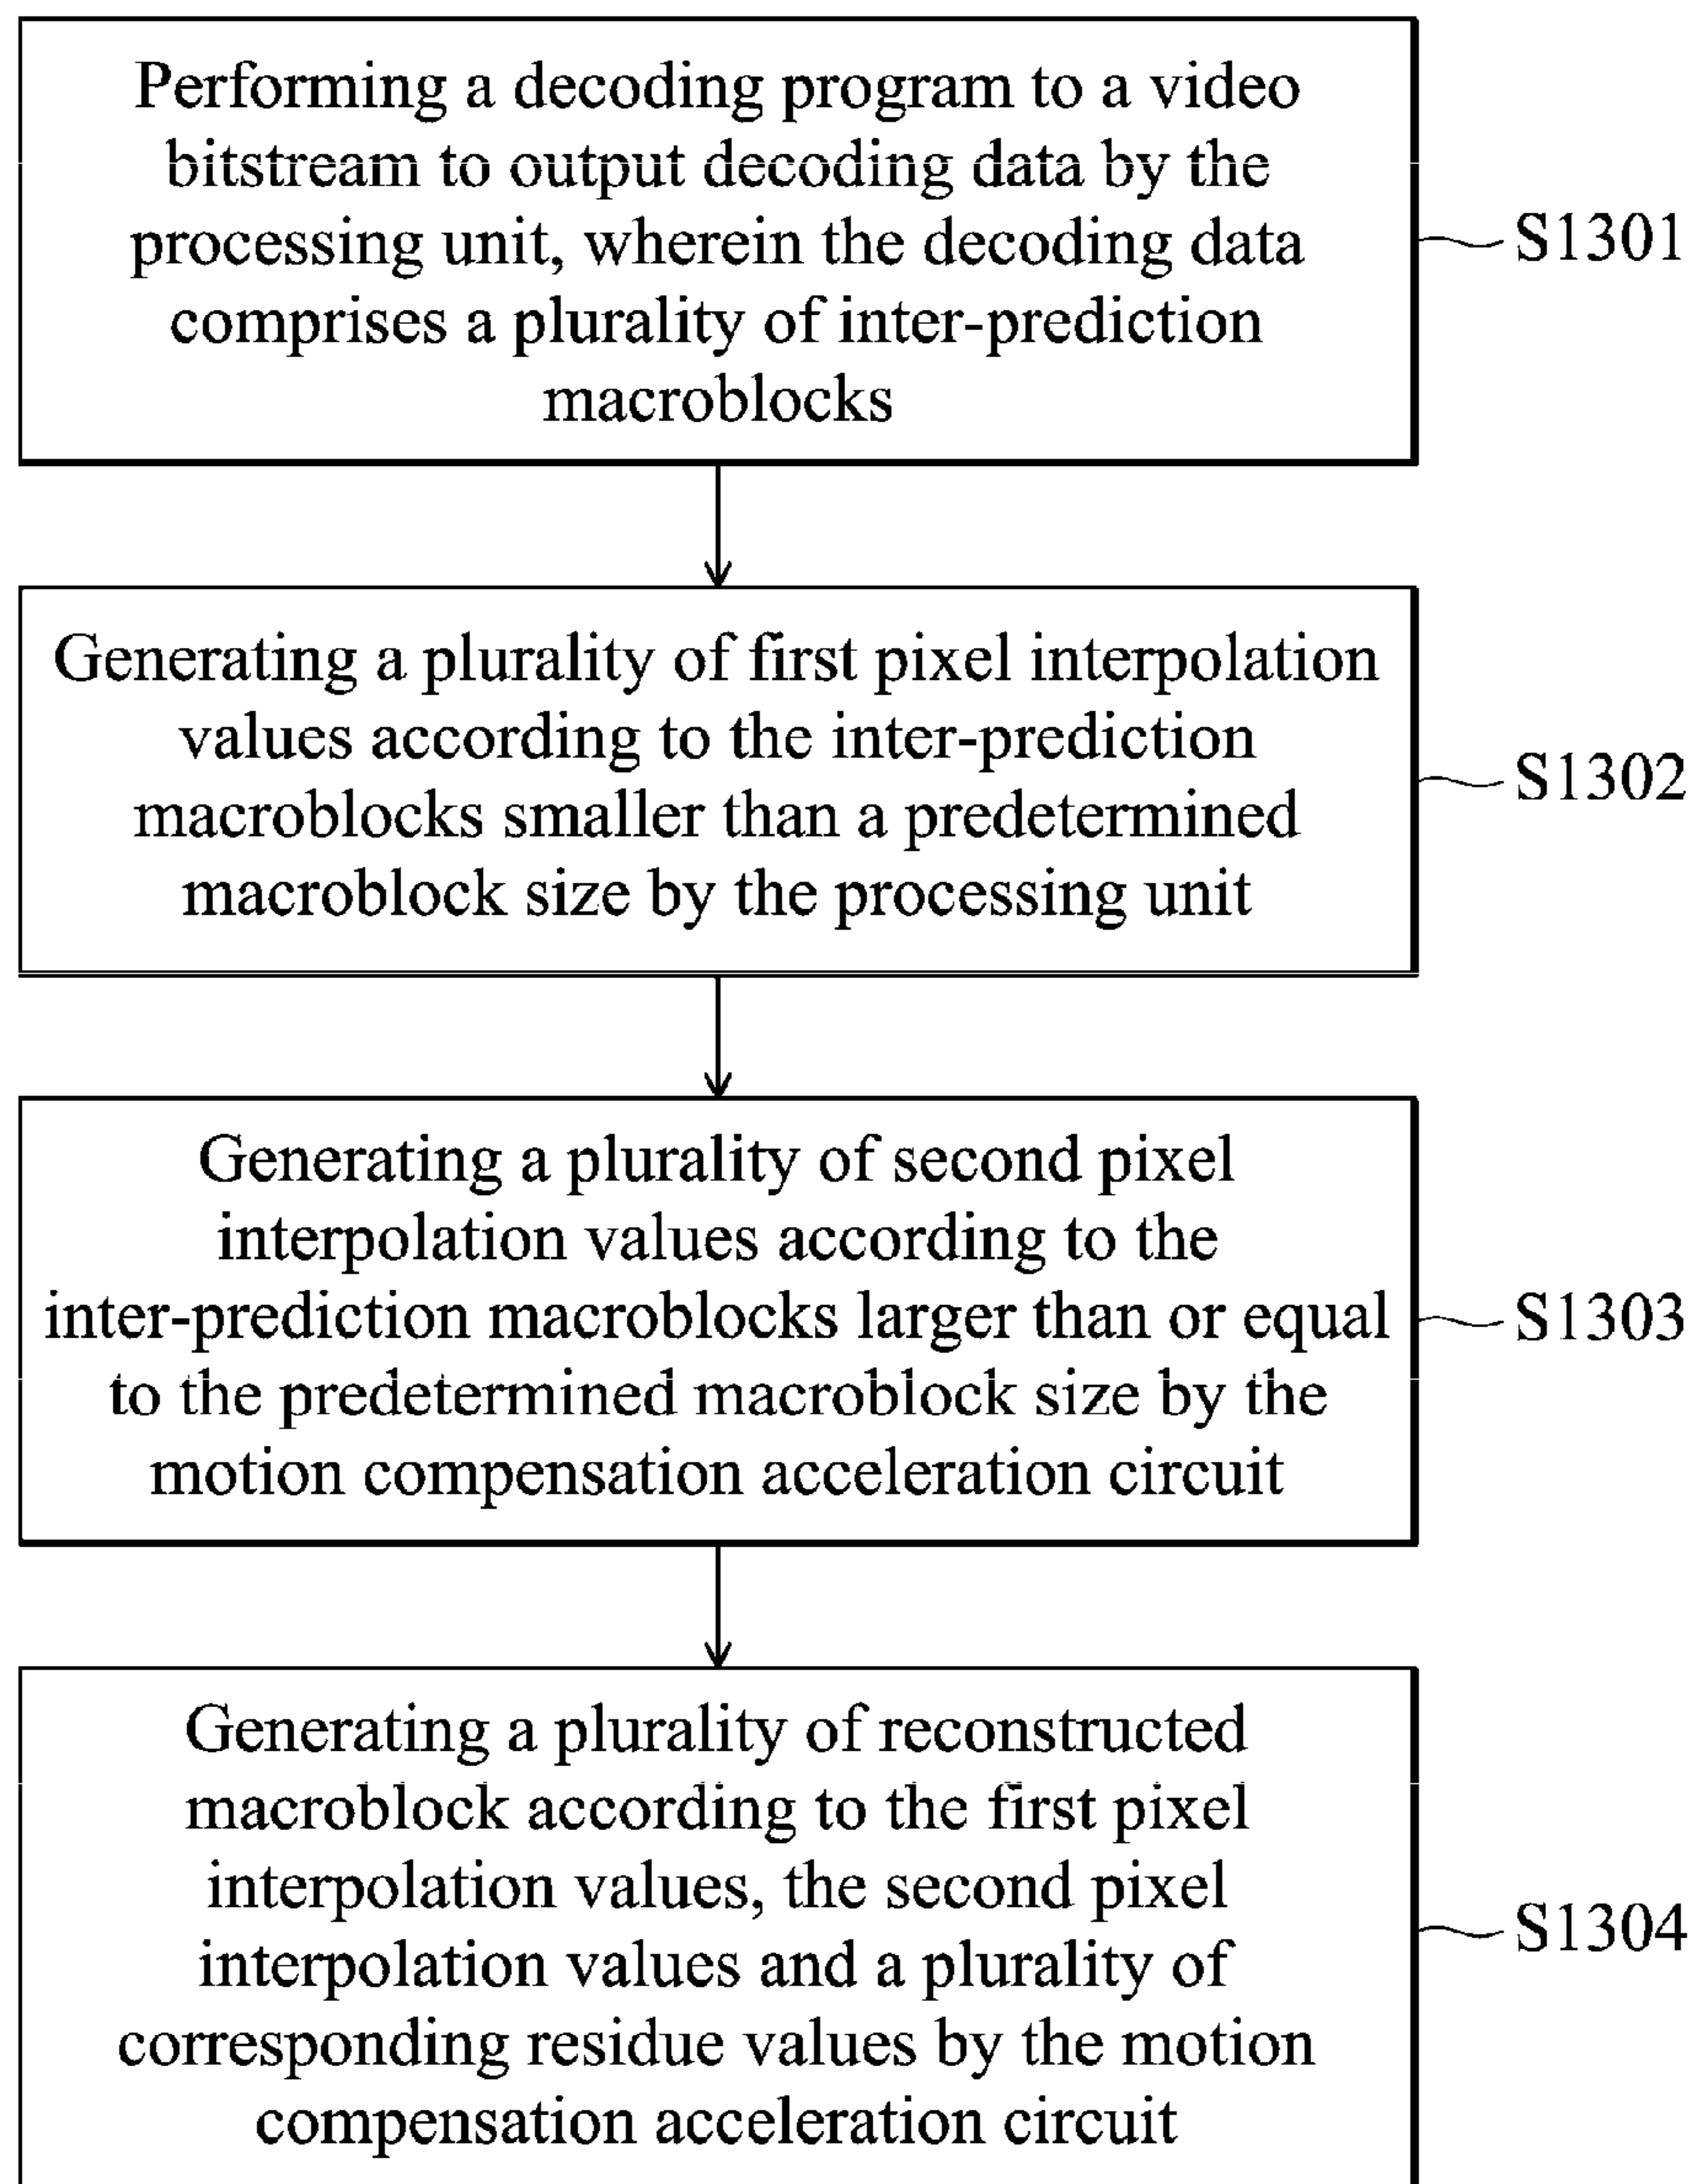 Performing a decoding program to a video
bitstream to output decoding data by the
processing unit, wherein the decoding data
comprises a plurality of inter-prediction
macroblocks
S1301
Generating a plurality of first pixel interpolation
values according to the inter-prediction
macroblocks smaller than a predetermined
macroblock size by the processing unit
S1302
Generating a plurality of second pixel
interpolation values according to the
inter-prediction macroblocks larger than or equal
to the predetermined macroblock size by the
motion compensation acceleration circuit
S1303
Generating a plurality of reconstructed
macroblock according to the first pixel
interpolation values, the second pixel
interpolation values and a plurality of
corresponding residue values by the motion
compensation acceleration circuit
S1304